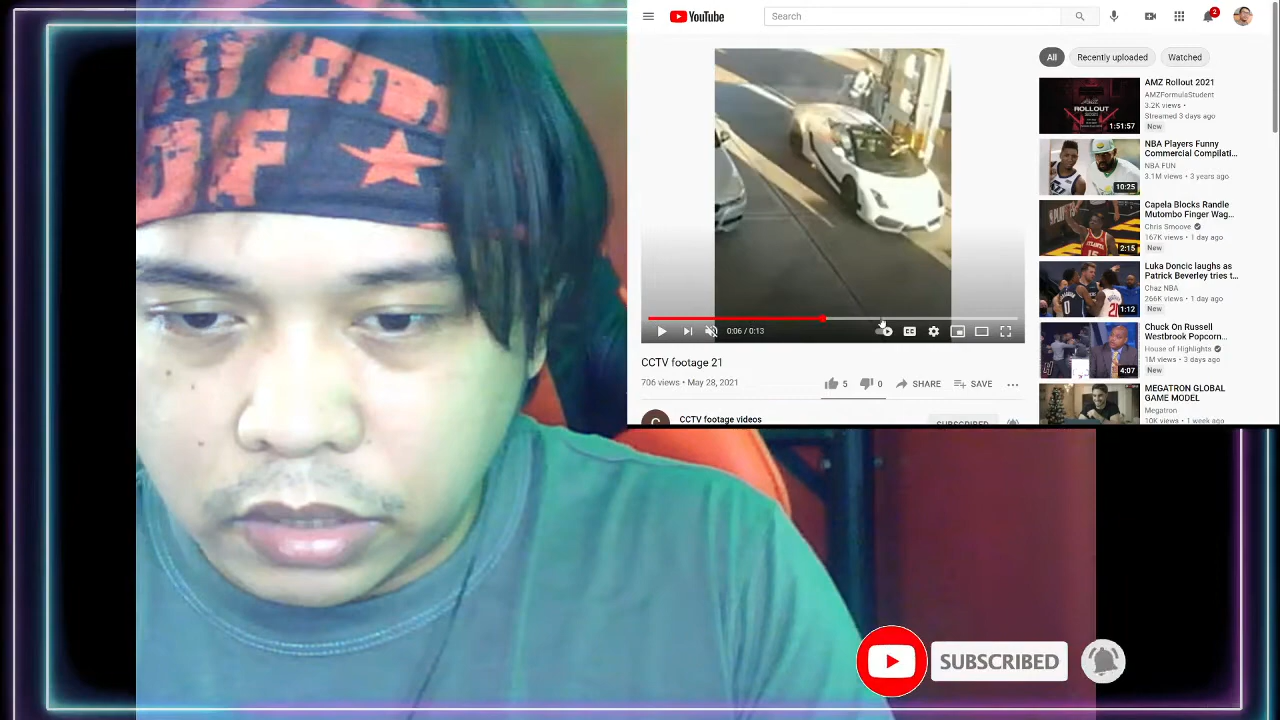 YouTube
Search
2
All
Recently uploaded
Watched
AMZ Rollout 2021
AMZFormulaStudent
3.2K views •
Streamed 3 days ago
New
ROLLOUT
1:51:57
NBA Players Funny
Commercial Compilati...
NBA FUN
3.1M views • 3 years ago
10:25
Capela Blocks Randle
Mutombo Finger Wag...
Chris Smoove
167K views • 1 day ago
New
2:15
Luka Doncic laughs as
Patrick Beverley tries t...
Chaz NBA
266K views • 1 day ago
New
1:12
Chuck On Russell
Westbrook Popcorn...
House of Highlights
1M views • 3 days ago
New
4:07
MEGATRON GLOBAL
GAME MODEL
Megatron
10K views • 1 week ago
0:06 / 0:13
CC
CCTV footage 21
706 views • May 28, 2021
5
0
SHARE
SAVE
C
CCTV footage videos
SUBSCRIBED
SUBSCRIBED